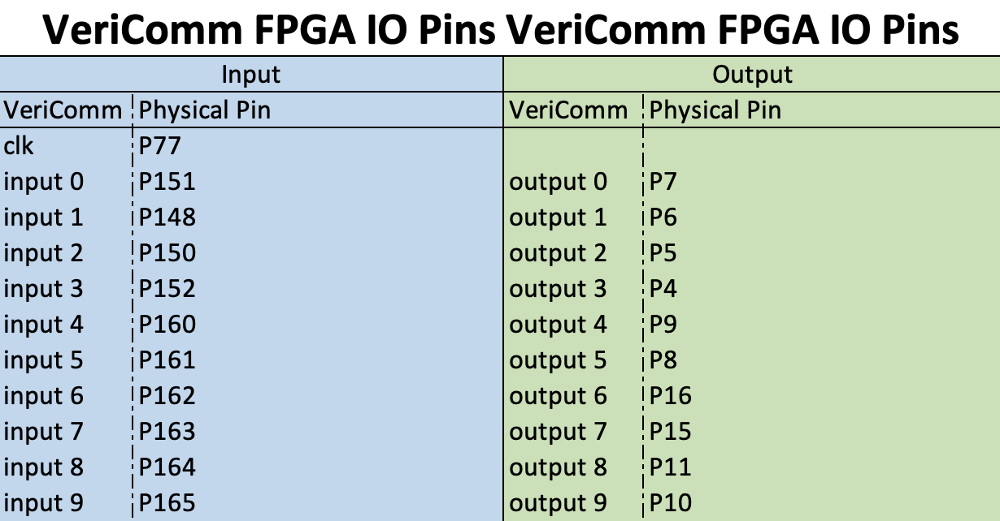 VeriComm FPGA IO Pins VeriComm FPGA IO Pins
Input Output
VeriComm Physical Pin VeriComm Physical Pin
clk P77
input 0 P151 output 0 P7
input 1 P148 output 1 P6
input 2 P150 output 2 P5
input 3 P152 output 3 P4
input 4 P160 output 4 P9
input 5 P161 output 5 P8
input 6 P162 output 6 P16
input 7 P163 output 7 P15
input 8 P164 output 8 P11
input 9 P165 output 9 P10